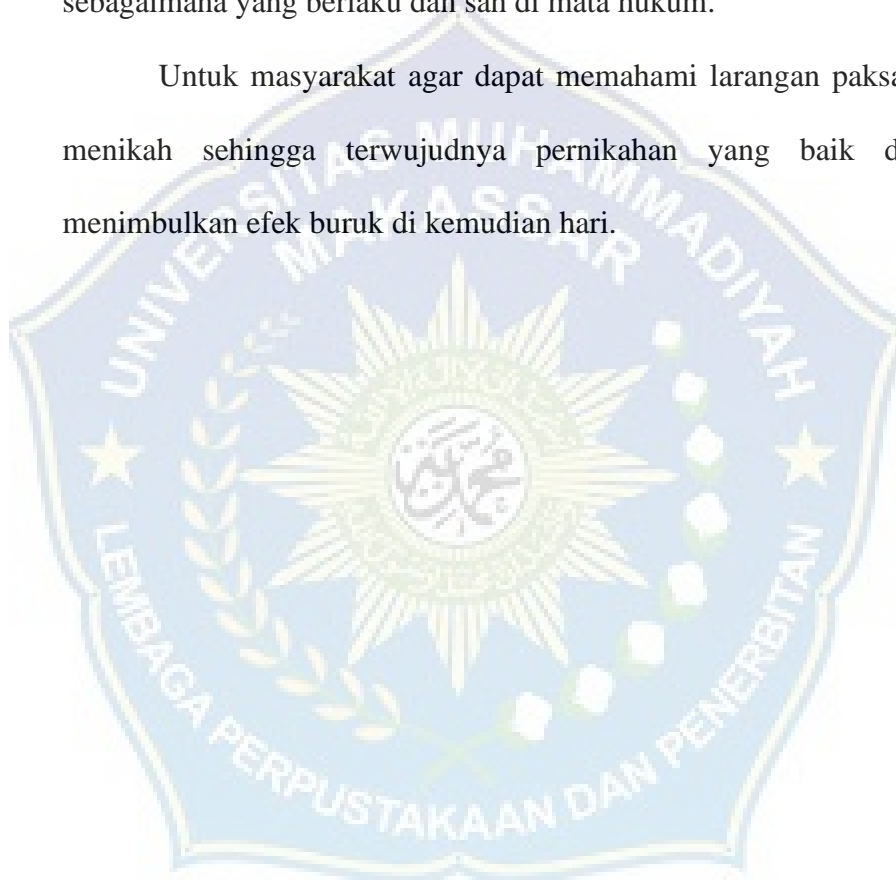 sebagaimana yang berlaku dan sah di mata hukum.
Untuk masyarakat agar dapat memahami larangan
menikah sehingga terwujudnya pernikahan yang baik
menimbulkan efek buruk di kemudian hari.
UNIVERSITAS MUHAMMADIYAH
MAKASSAR
محمد
LEMBAGA PERPUSTAKAAN DAN PENERBITAN